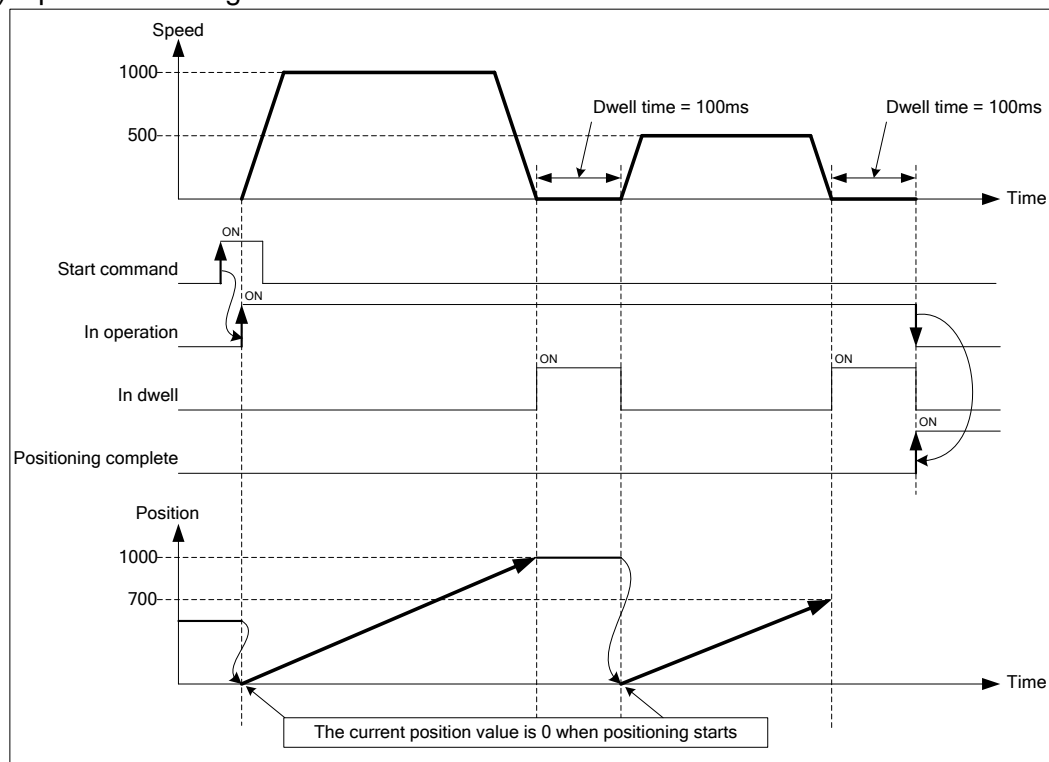 Speed
1000
Dwell time = 100ms
Dwell time = 100ms
500
Time
ON
Start command
ON
In operation
ON
ON
In dwell
ON
Positioning complete
Position
1000
700
Time
The current position value is 0 when positioning starts